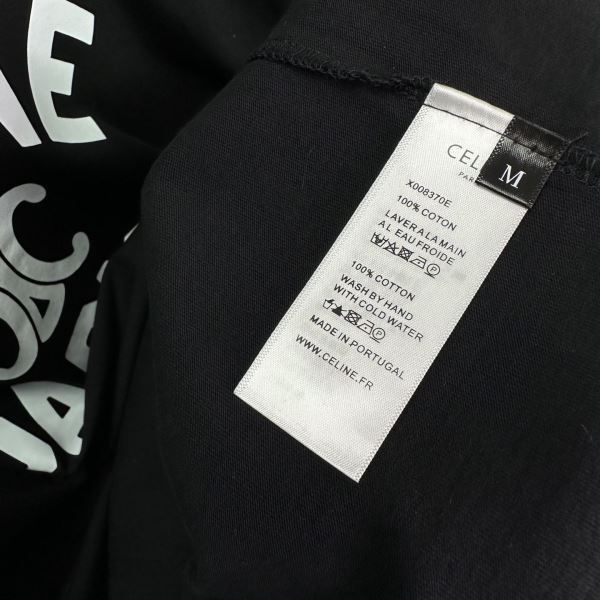 CELINE
PARIS
M
X008370E
100% COTON
LAVER A LA MAIN
AL EAU FROIDE
100% COTTON
WASH BY HAND
WITH COLD WATER
MADE IN PORTUGAL
WWW.CELINE.FR